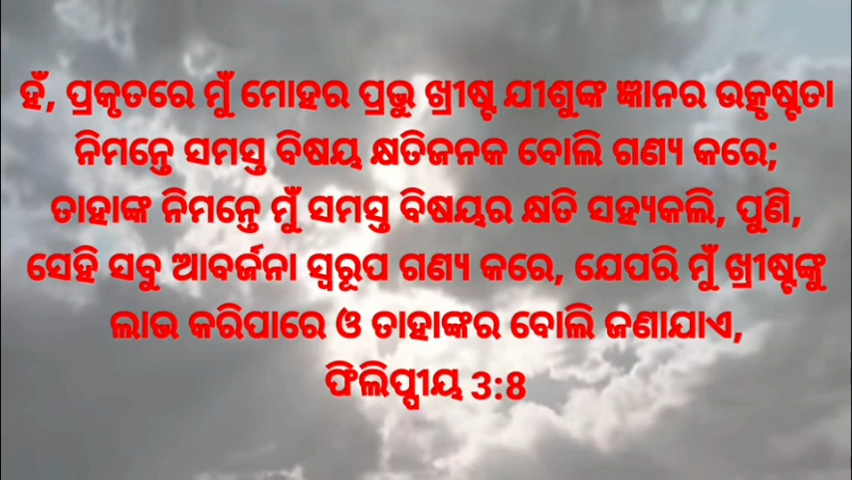 ହଁ, ପ୍ରକୃତରେ ମୁଁ ମୋହର ପ୍ରଭୁ ଖ୍ରୀଷ୍ଟ ଯୀଶୁଙ୍କ ଜ୍ଞାନର ଉତ୍କୃଷ୍ଟତା
ନିମନ୍ତେ ସମସ୍ତ ବିଷୟ କ୍ଷତିଜନକ ବୋଲି ଗଣ୍ୟ କରେ;
ତାହାଙ୍କ ନିମନ୍ତେ ମୁଁ ସମସ୍ତ ବିଷୟର କ୍ଷତି ସହ୍ୟକଲି, ପୁଣି,
ସେହି ସବୁ ଆବର୍ଜନା ସ୍ୱରୂପ ଗଣ୍ୟ କରେ, ଯେପରି ମୁଁ ଖ୍ରୀଷ୍ଟଙ୍କୁ
ଲାଭ କରିପାରେ ଓ ତାହାଙ୍କର ବୋଲି ଜଣାଯାଏ,
ଫିଲିପ୍ପୀୟ 3:8